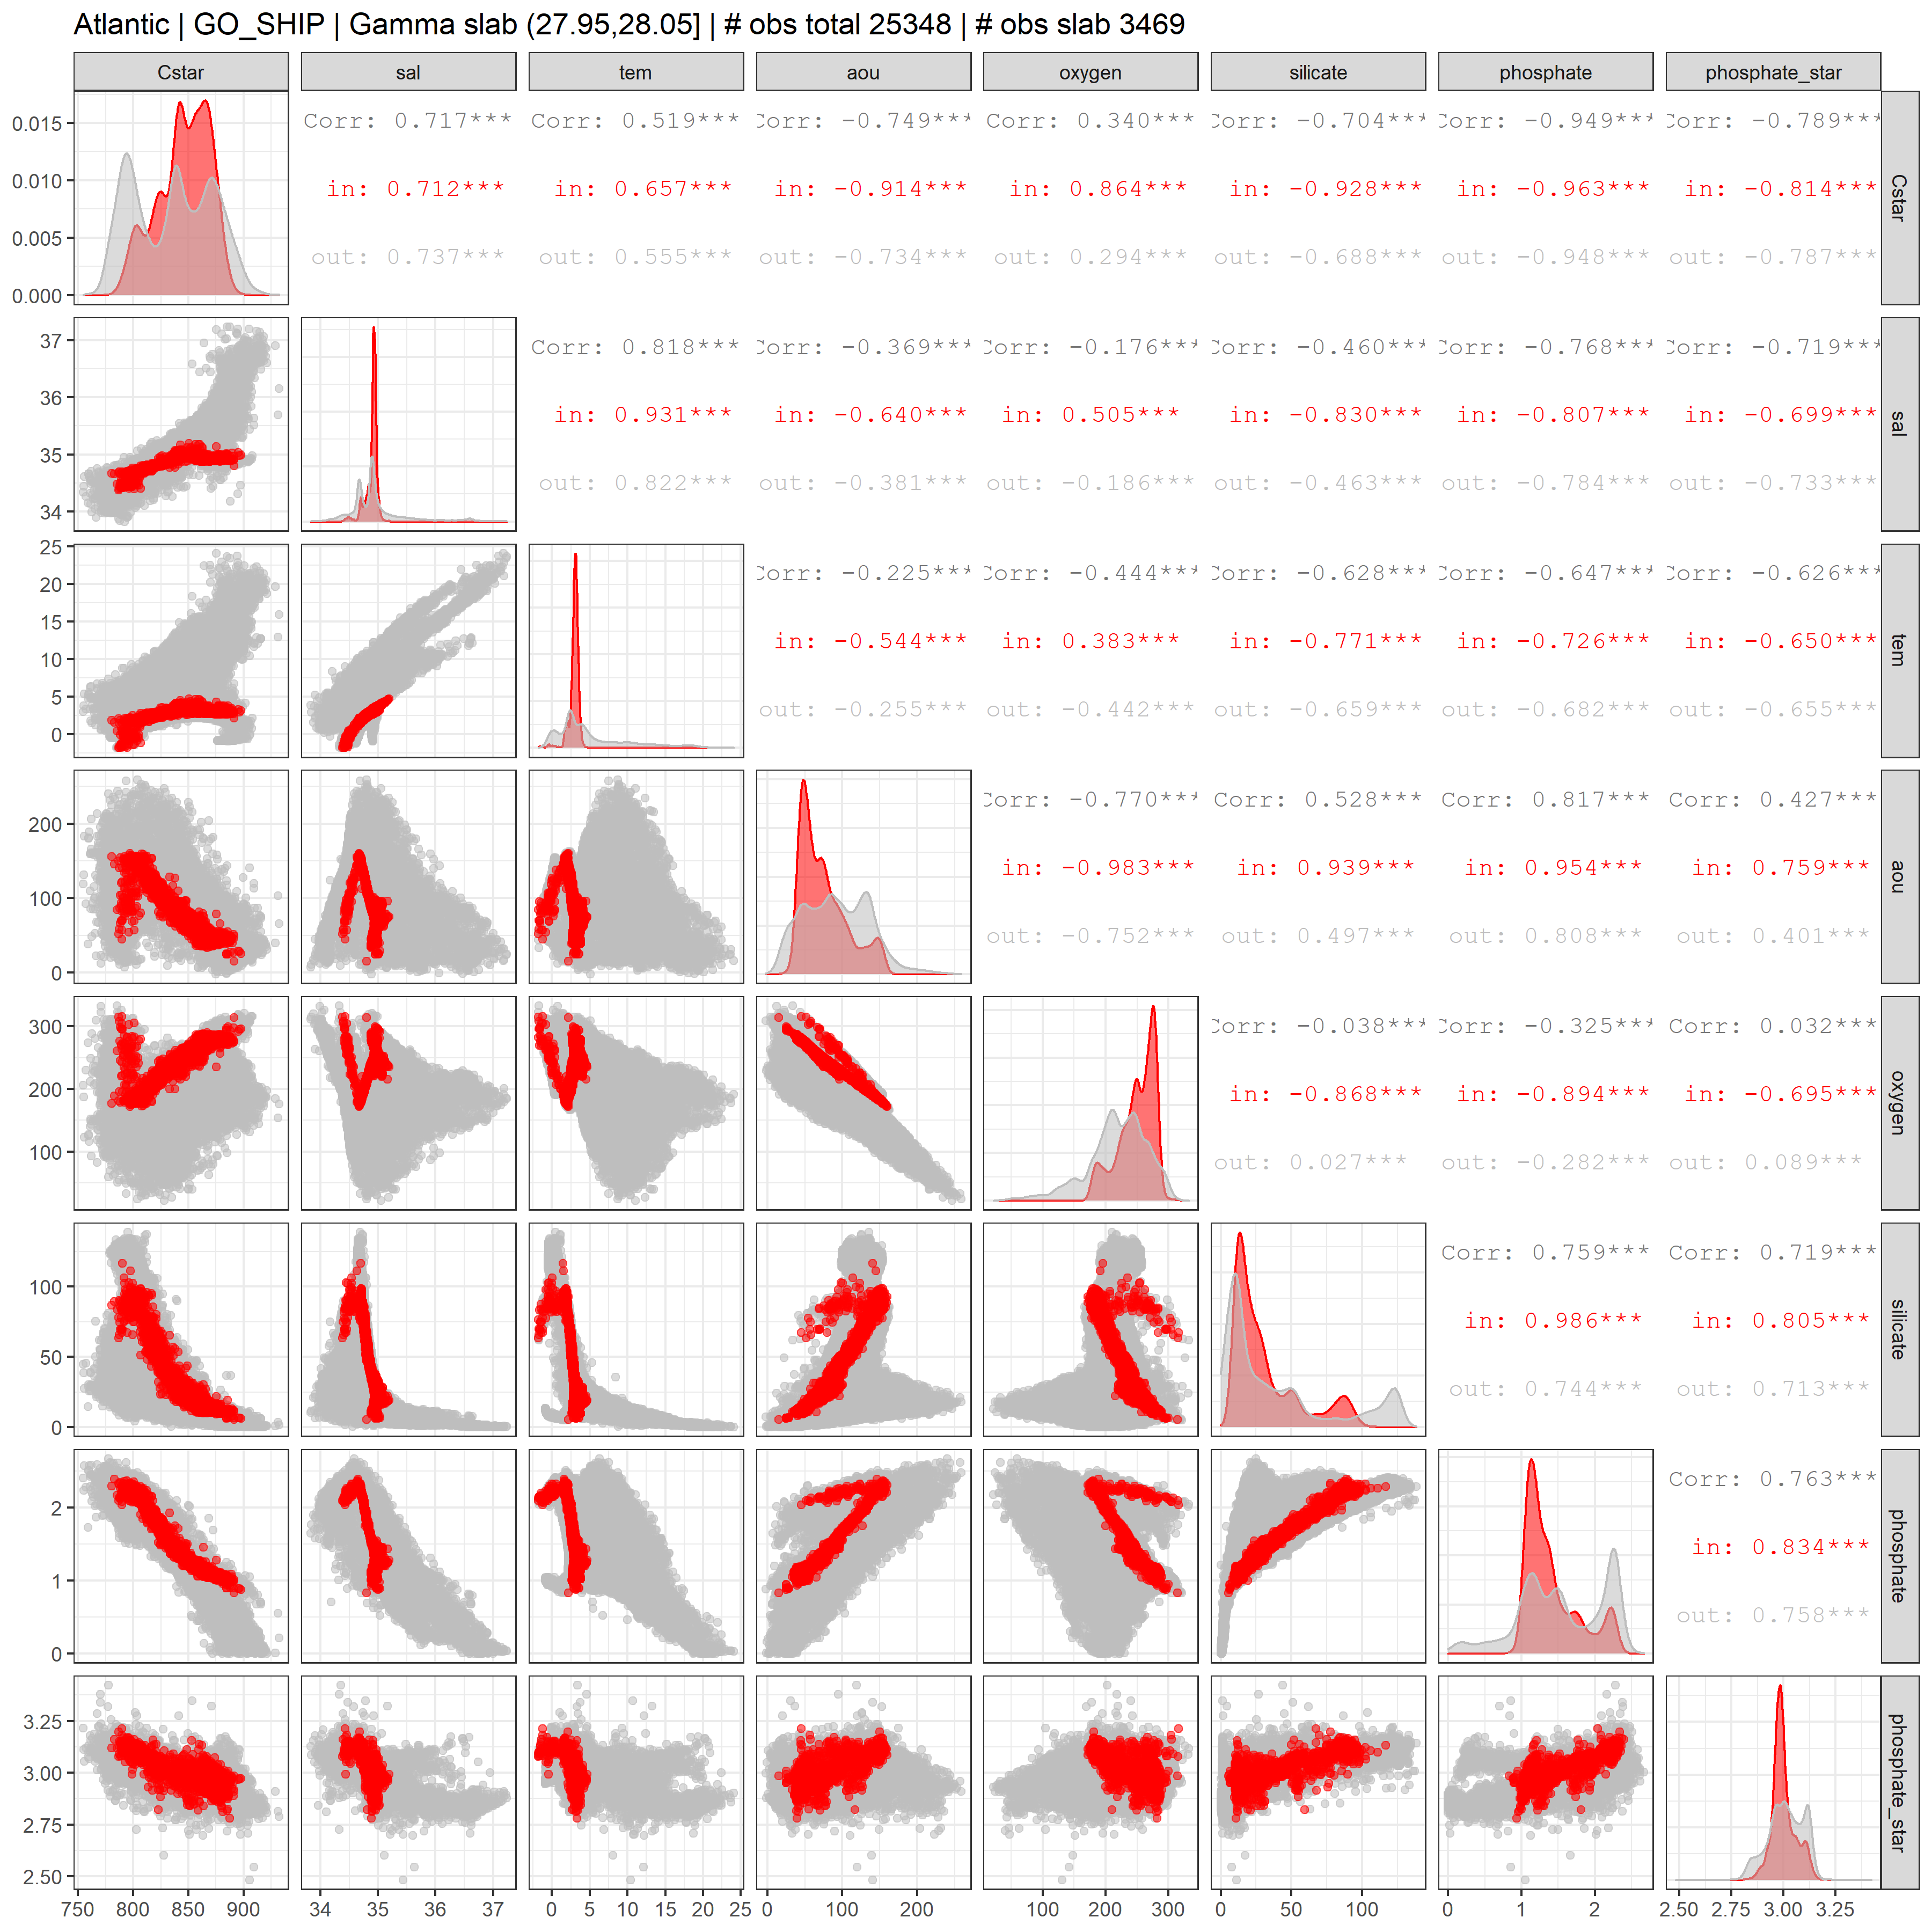 Atlantic | GO_SHIP | Gamma slab (27.95,28.05] | # obs total 25348 | # obs slab 3469
Cstar sal tem aou oxygen silicate phosphate phosphate_star
0.015 Corr: 0.717*** Corr: 0.519*** Corr: -0.749*** Corr: 0.340*** Corr: -0.704*** Corr: -0.949*** Corr: -0.789***
0.010 in: 0.712*** in: 0.657*** in: -0.914*** in: 0.864*** in: -0.928*** in: -0.963*** in: -0.814*** Cstar
0.005 out: 0.737*** out: 0.555*** out: -0.734*** out: 0.294*** out: -0.688*** out: -0.948*** out: -0.787***
0.000
37 Corr: 0.818*** Corr: -0.369*** Corr: -0.176*** Corr: -0.460*** Corr: -0.768*** Corr: -0.719***
36 in: 0.931*** in: -0.640*** in: 0.505*** in: -0.830*** in: -0.807*** in: -0.699*** sal
35 out: 0.822*** out: -0.381*** out: -0.186*** out: -0.463*** out: -0.784*** out: -0.733***
34
25 Corr: -0.225*** Corr: -0.444*** Corr: -0.628*** Corr: -0.647*** Corr: -0.626***
20
15
10 in: -0.544*** in: 0.383*** in: -0.771*** in: -0.726*** in: -0.650*** tem
5 out: -0.255*** out: -0.442*** out: -0.659*** out: -0.682*** out: -0.655***
0
200 Corr: -0.770*** Corr: 0.528*** Corr: 0.817*** Corr: 0.427***
100 in: -0.983*** in: 0.939*** in: 0.954*** in: 0.759*** aou
0 out: -0.752*** out: 0.497*** out: 0.808*** out: 0.401***
300 Corr: -0.038*** Corr: -0.325*** Corr: 0.032***
200 in: -0.868*** in: -0.894*** in: -0.695*** oxygen
100 out: 0.027*** out: -0.282*** out: 0.089***
Corr: 0.759*** Corr: 0.719***
100 in: 0.986*** in: 0.805*** silicate
50 out: 0.744*** out: 0.713***
0
Corr: 0.763***
2 in: 0.834*** phosphate
1 out: 0.758***
0
3.25
3.00 phosphate_star
2.75
2.50
750 800 850 900 34 35 36 37 0 5 10 15 20 25 0 100 200 100 200 300 0 50 100 0 1 2 2.50 2.75 3.00 3.25